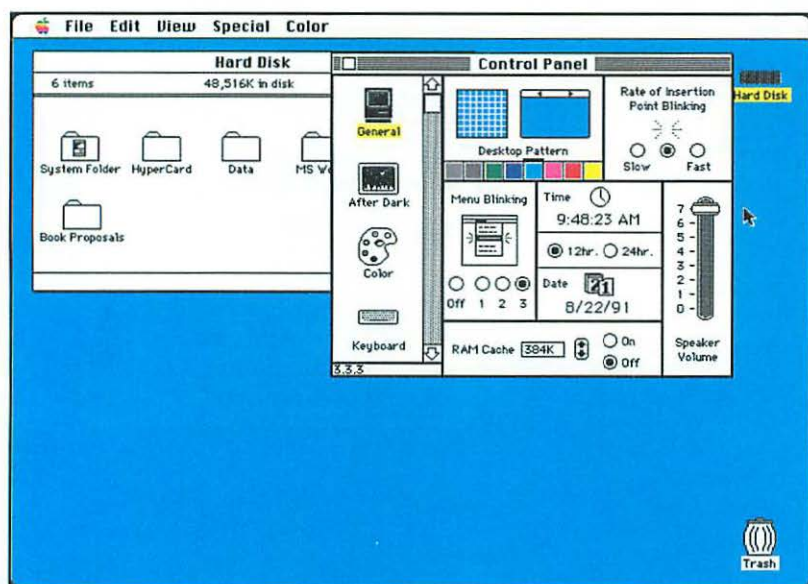 File Edit View Special Color
Hard Disk
6 items 48,516K in disk
System Folder HyperCard Data MS Wo
Book Proposals
Control Panel
General
After Dark
Color
Keyboard
3.3.3
Desktop Pattern
Rate of Insertion
Point Blinking
Slow Fast
Menu Blinking
Off 1 2 3
Time
9:48:23 AM
12hr. 24hr.
Date
21
8/22/91
RAM Cache 384K
On
Off
7
6
5
4
3
2
1
0
Speaker
Volume
Hard Disk
Trash